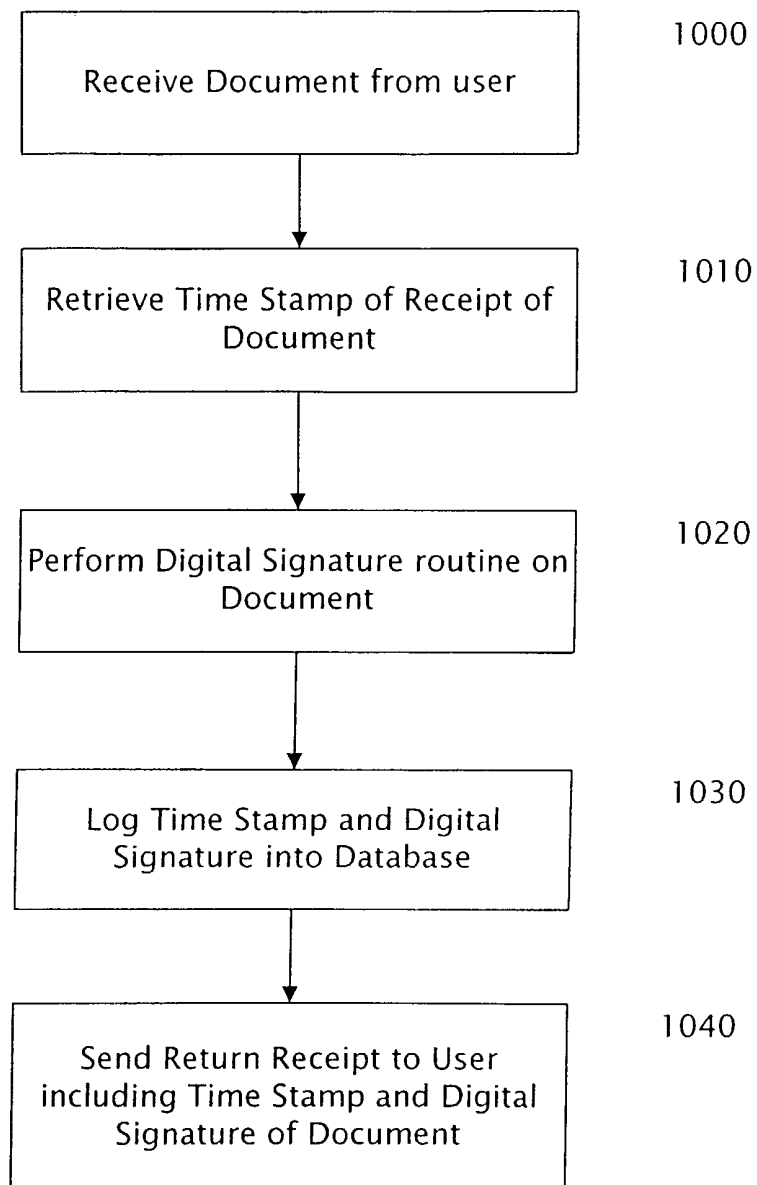 1000
Receive Document from user
1010
Retrieve Time Stamp of Receipt of
Document
1020
Perform Digital Signature routine on
Document
1030
Log Time Stamp and Digital
Signature into Database
1040
Send Return Receipt to User
including Time Stamp and Digital
Signature of Document